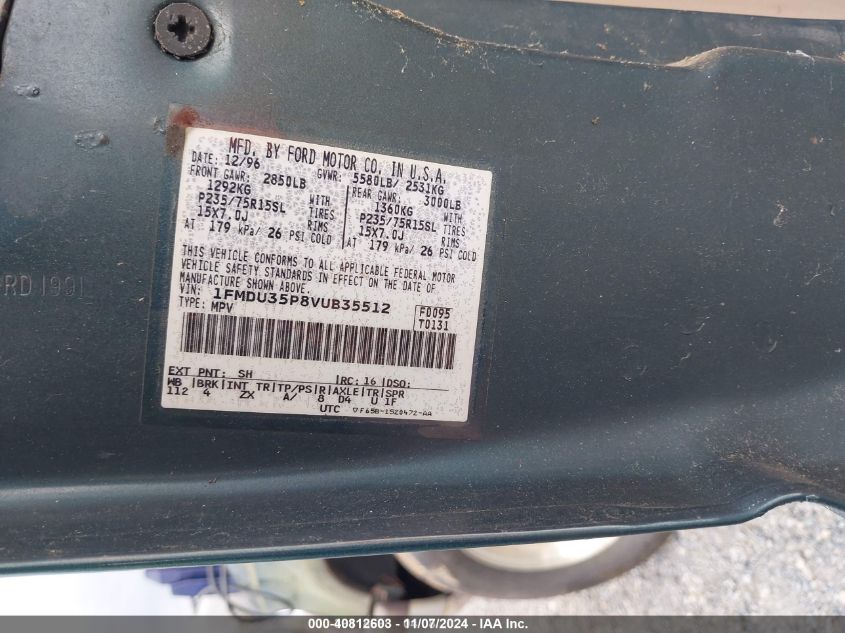 MFD. BY FORD MOTOR CO. IN U.S.A.
DATE: 12/96 GVWR: 5580LB/ 2531KG
FRONT GAWR: 2850LB REAR GAWR: 3000LB
1292KG WITH 1360KG WITH
P235/75R15SL TIRES P235/75R15SL TIRES
15X7.0J RIMS 15X7.0J RIMS
AT 179 kPa/ 26 PSI COLD AT 179 kPa/ 26 PSI COLD
THIS VEHICLE CONFORMS TO ALL APPLICABLE FEDERAL MOTOR
VEHICLE SAFETY STANDARDS IN EFFECT ON THE DATE OF
MANUFACTURE SHOWN ABOVE.
VIN: 1FMDU35P8VUB35512
TYPE: MPV
F0095
T0131
EXT PNT: SH RC: 16 DSO:
WB BRK INT TR TP/PS R AXLE TR SPR
112 4 ZX A/ 8 D4 U 1F
UTC F65B-1520472-AA
000-40812603 - 11/07/2024 - IAA Inc.